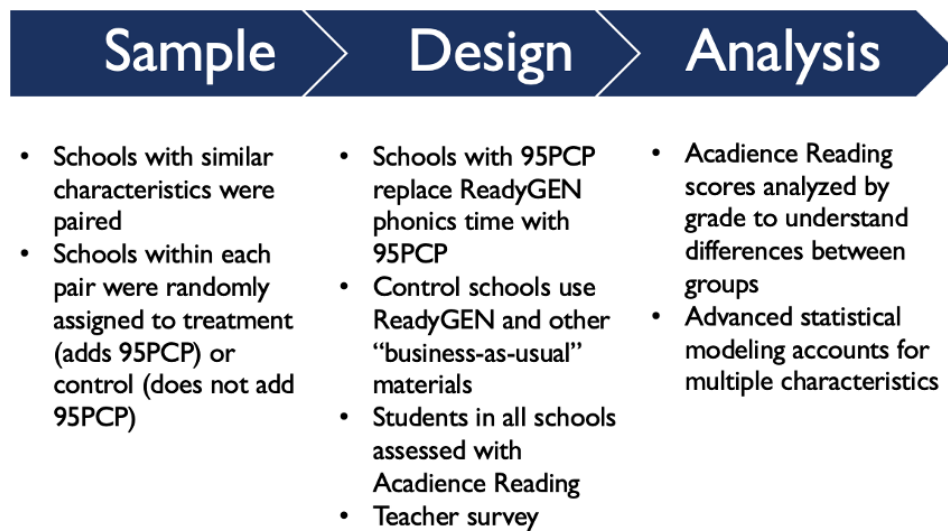 Sample
• Schools with similar
characteristics were
paired
• Schools within each
pair were randomly
assigned to treatment
(adds 95PCP) or
control (does not add
95PCP)
Design
• Schools with 95PCP
replace ReadyGEN
phonics time with
95PCP
• Control schools use
ReadyGEN and other
“business-as-usual”
materials
• Students in all schools
assessed with
Acadience Reading
• Teacher survey
Analysis
• Acadience Reading
scores analyzed by
grade to understand
differences between
groups
• Advanced statistical
modeling accounts for
multiple characteristics